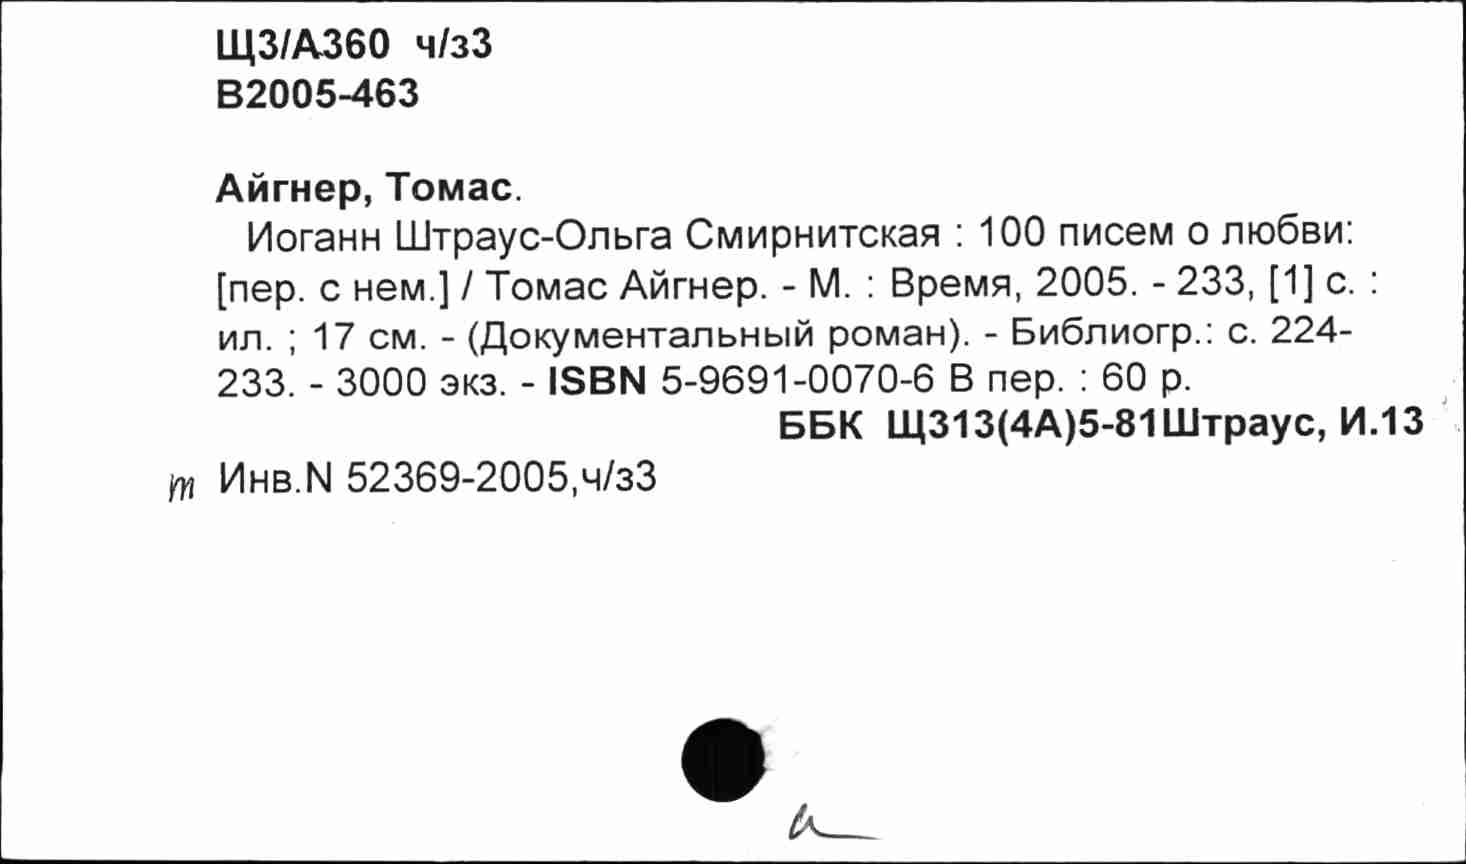 Щ3/А360 ч/з3
В2005-463
Айгнер, Томас.
Иоганн Штраус-Ольга Смирнитская : 100 писем о любви:
[пер. с нем.] / Томас Айгнер. - М. : Время, 2005. - 233, [1] с. :
ил. ; 17 см. - (Документальный роман). - Библиогр.: с. 224-
233. - 3000 экз. - ISBN 5-9691-0070-6 В пер. : 60 р.
ББК Щ313(4А)5-81Штраус, И.13
т Инв.N 52369-2005,ч/з3